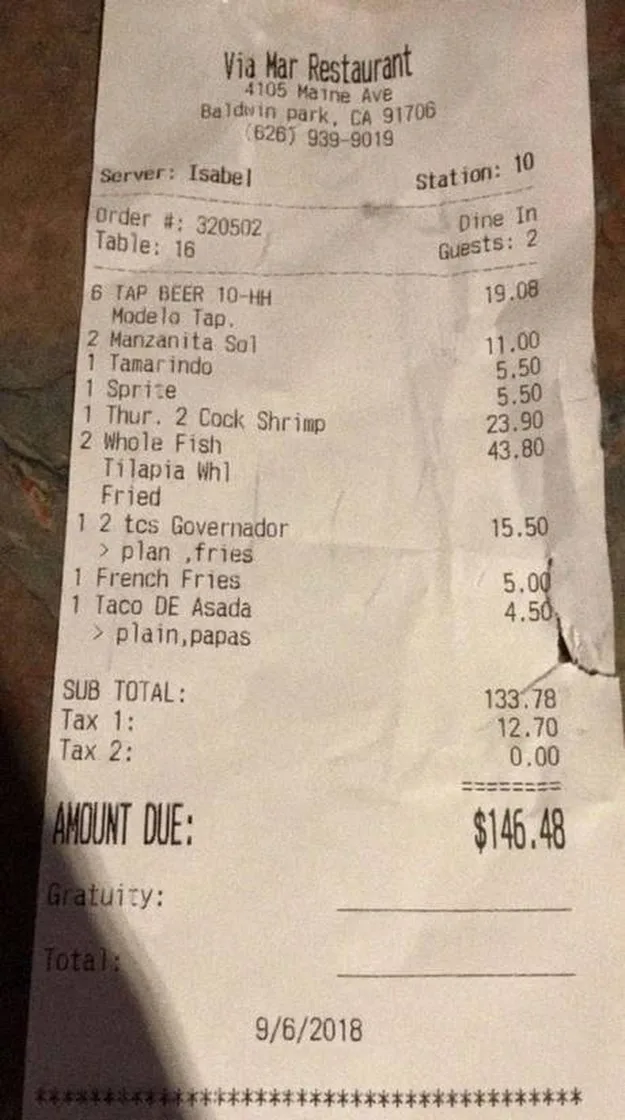 Via Mar Restaurant
4105 Maine Ave
Baldwin park, CA 91706
(626) 939-9019
Server: Isabel Station: 10
Order #: 320502 Dine In
Table: 16 Guests: 2
6 TAP BEER 10-HH 19.08
Modelo Tap.
2 Manzanita Sol 11.00
1 Tamarindo 5.50
1 Sprite 5.50
1 Thur. 2 Cock Shrimp 23.90
2 Whole Fish 43.80
Tilapia Whl
Fried
1 2 tcs Governador 15.50
> plan ,fries
1 French Fries 5.00
1 Taco DE Asada 4.50
> plain,papas
SUB TOTAL: 133.78
Tax 1: 12.70
Tax 2: 0.00
========
AMOUNT DUE: $146.48
Gratuity:
Total:
9/6/2018
****************************************